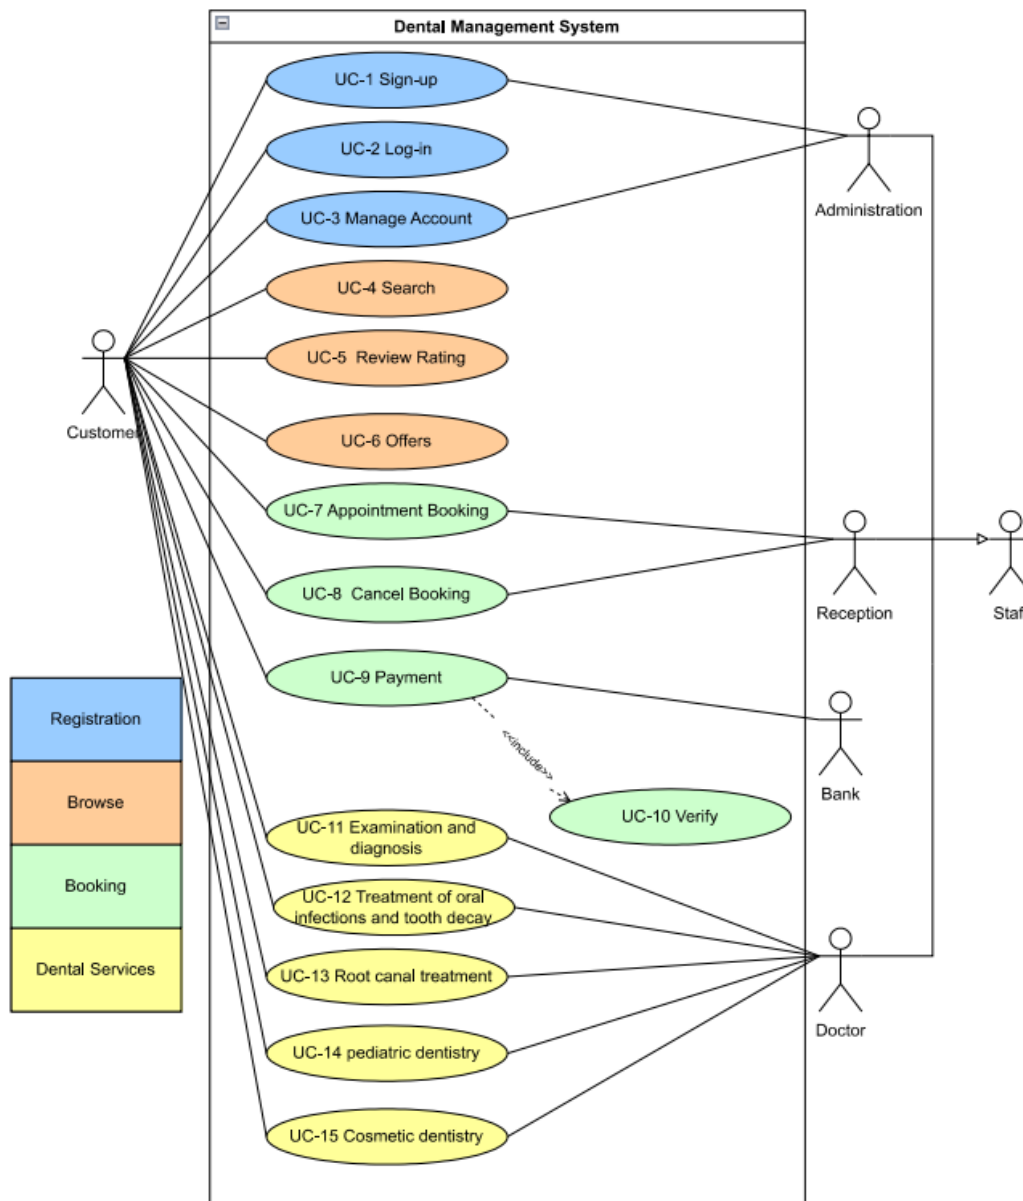 Dental Management System
UC-1 Sign-up
UC-2 Log-in
UC-3 Manage Account
UC-4 Search
UC-5 Review Rating
UC-6 Offers
UC-7 Appointment Booking
UC-8 Cancel Booking
UC-9 Payment
<<include>>
UC-10 Verify
UC-11 Examination and
diagnosis
UC-12 Treatment of oral
infections and tooth decay
UC-13 Root canal treatment
UC-14 pediatric dentistry
UC-15 Cosmetic dentistry
Customer
Administration
Reception
Staf
Bank
Doctor
Registration
Browse
Booking
Dental Services